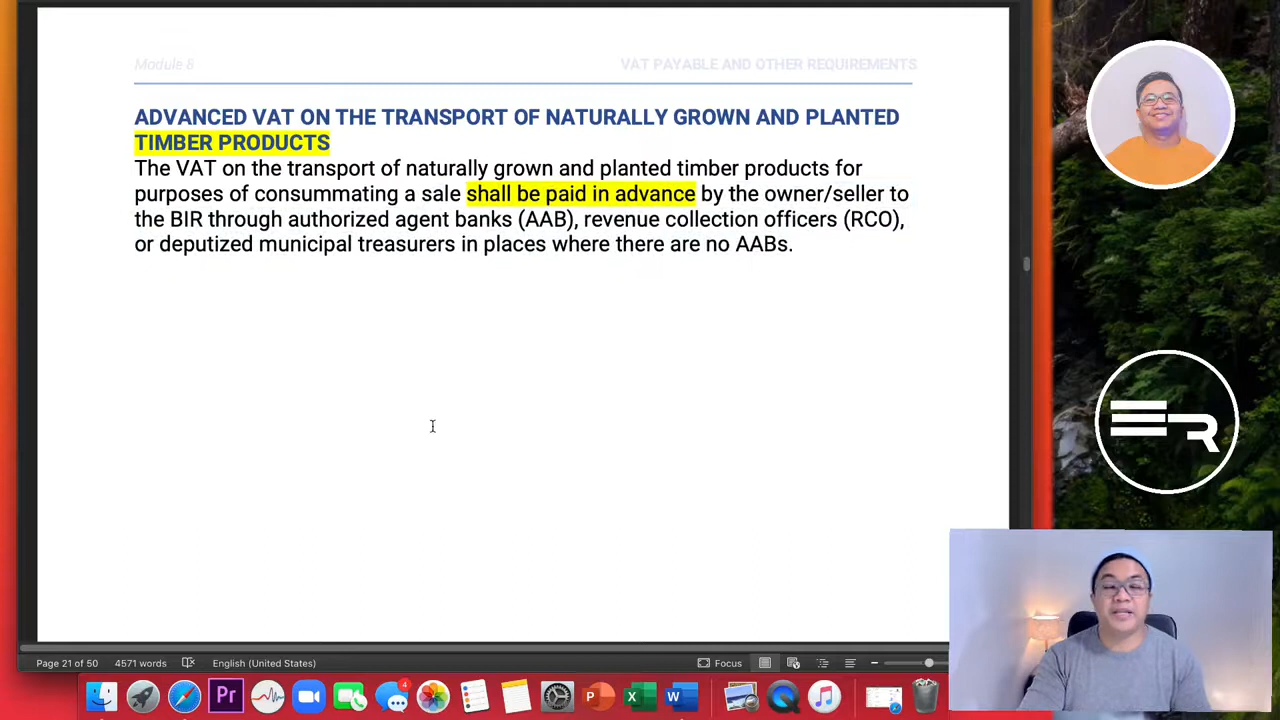 Module 8
VAT PAYABLE AND OTHER REQUIREMENTS
ADVANCED VAT ON THE TRANSPORT OF NATURALLY GROWN AND PLANTED
TIMBER PRODUCTS
The VAT on the transport of naturally grown and planted timber products for
purposes of consummating a sale shall be paid in advance by the owner/seller to
the BIR through authorized agent banks (AAB), revenue collection officers (RCO),
or deputized municipal treasurers in places where there are no AABs.
ER
Page 21 of 50
4571 words
English (United States)
Focus
Pr
4
P
X
W